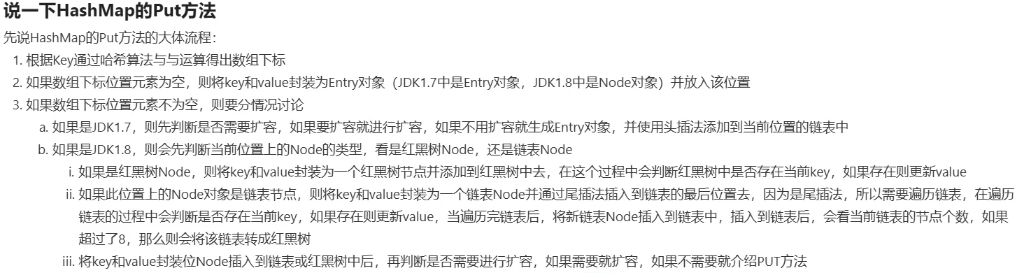 说一下HashMap的Put方法
先说HashMap的Put方法的大体流程：
1. 根据Key通过哈希算法与与运算得出数组下标
2. 如果数组下标位置元素为空，则将key和value封装为Entry对象（JDK1.7中是Entry对象，JDK1.8中是Node对象）并放入该位置
3. 如果数组下标位置元素不为空，则要分情况讨论
a. 如果是JDK1.7，则先判断是否需要扩容，如果要扩容就进行扩容，如果不用扩容就生成Entry对象，并使用头插法添加到当前位置的链表中
b. 如果是JDK1.8，则会先判断当前位置上的Node的类型，看是红黑树Node，还是链表Node
i. 如果是红黑树Node，则将key和value封装为一个红黑树节点并添加到红黑树中去，在这个过程中会判断红黑树中是否存在当前key，如果存在则更新value
ii. 如果此位置上的Node对象是链表节点，则将key和value封装为一个链表Node并通过尾插法插入到链表的最后位置去，因为是尾插法，所以需要遍历链表，在遍历
链表的过程中会判断是否存在当前key，如果存在则更新value，当遍历完链表后，将新链表Node插入到链表中，插入到链表后，会看当前链表的节点个数，如果
超过了8，那么则会将该链表转成红黑树
iii. 将key和value封装位Node插入到链表或红黑树中后，再判断是否需要进行扩容，如果需要就扩容，如果不需要就介绍PUT方法